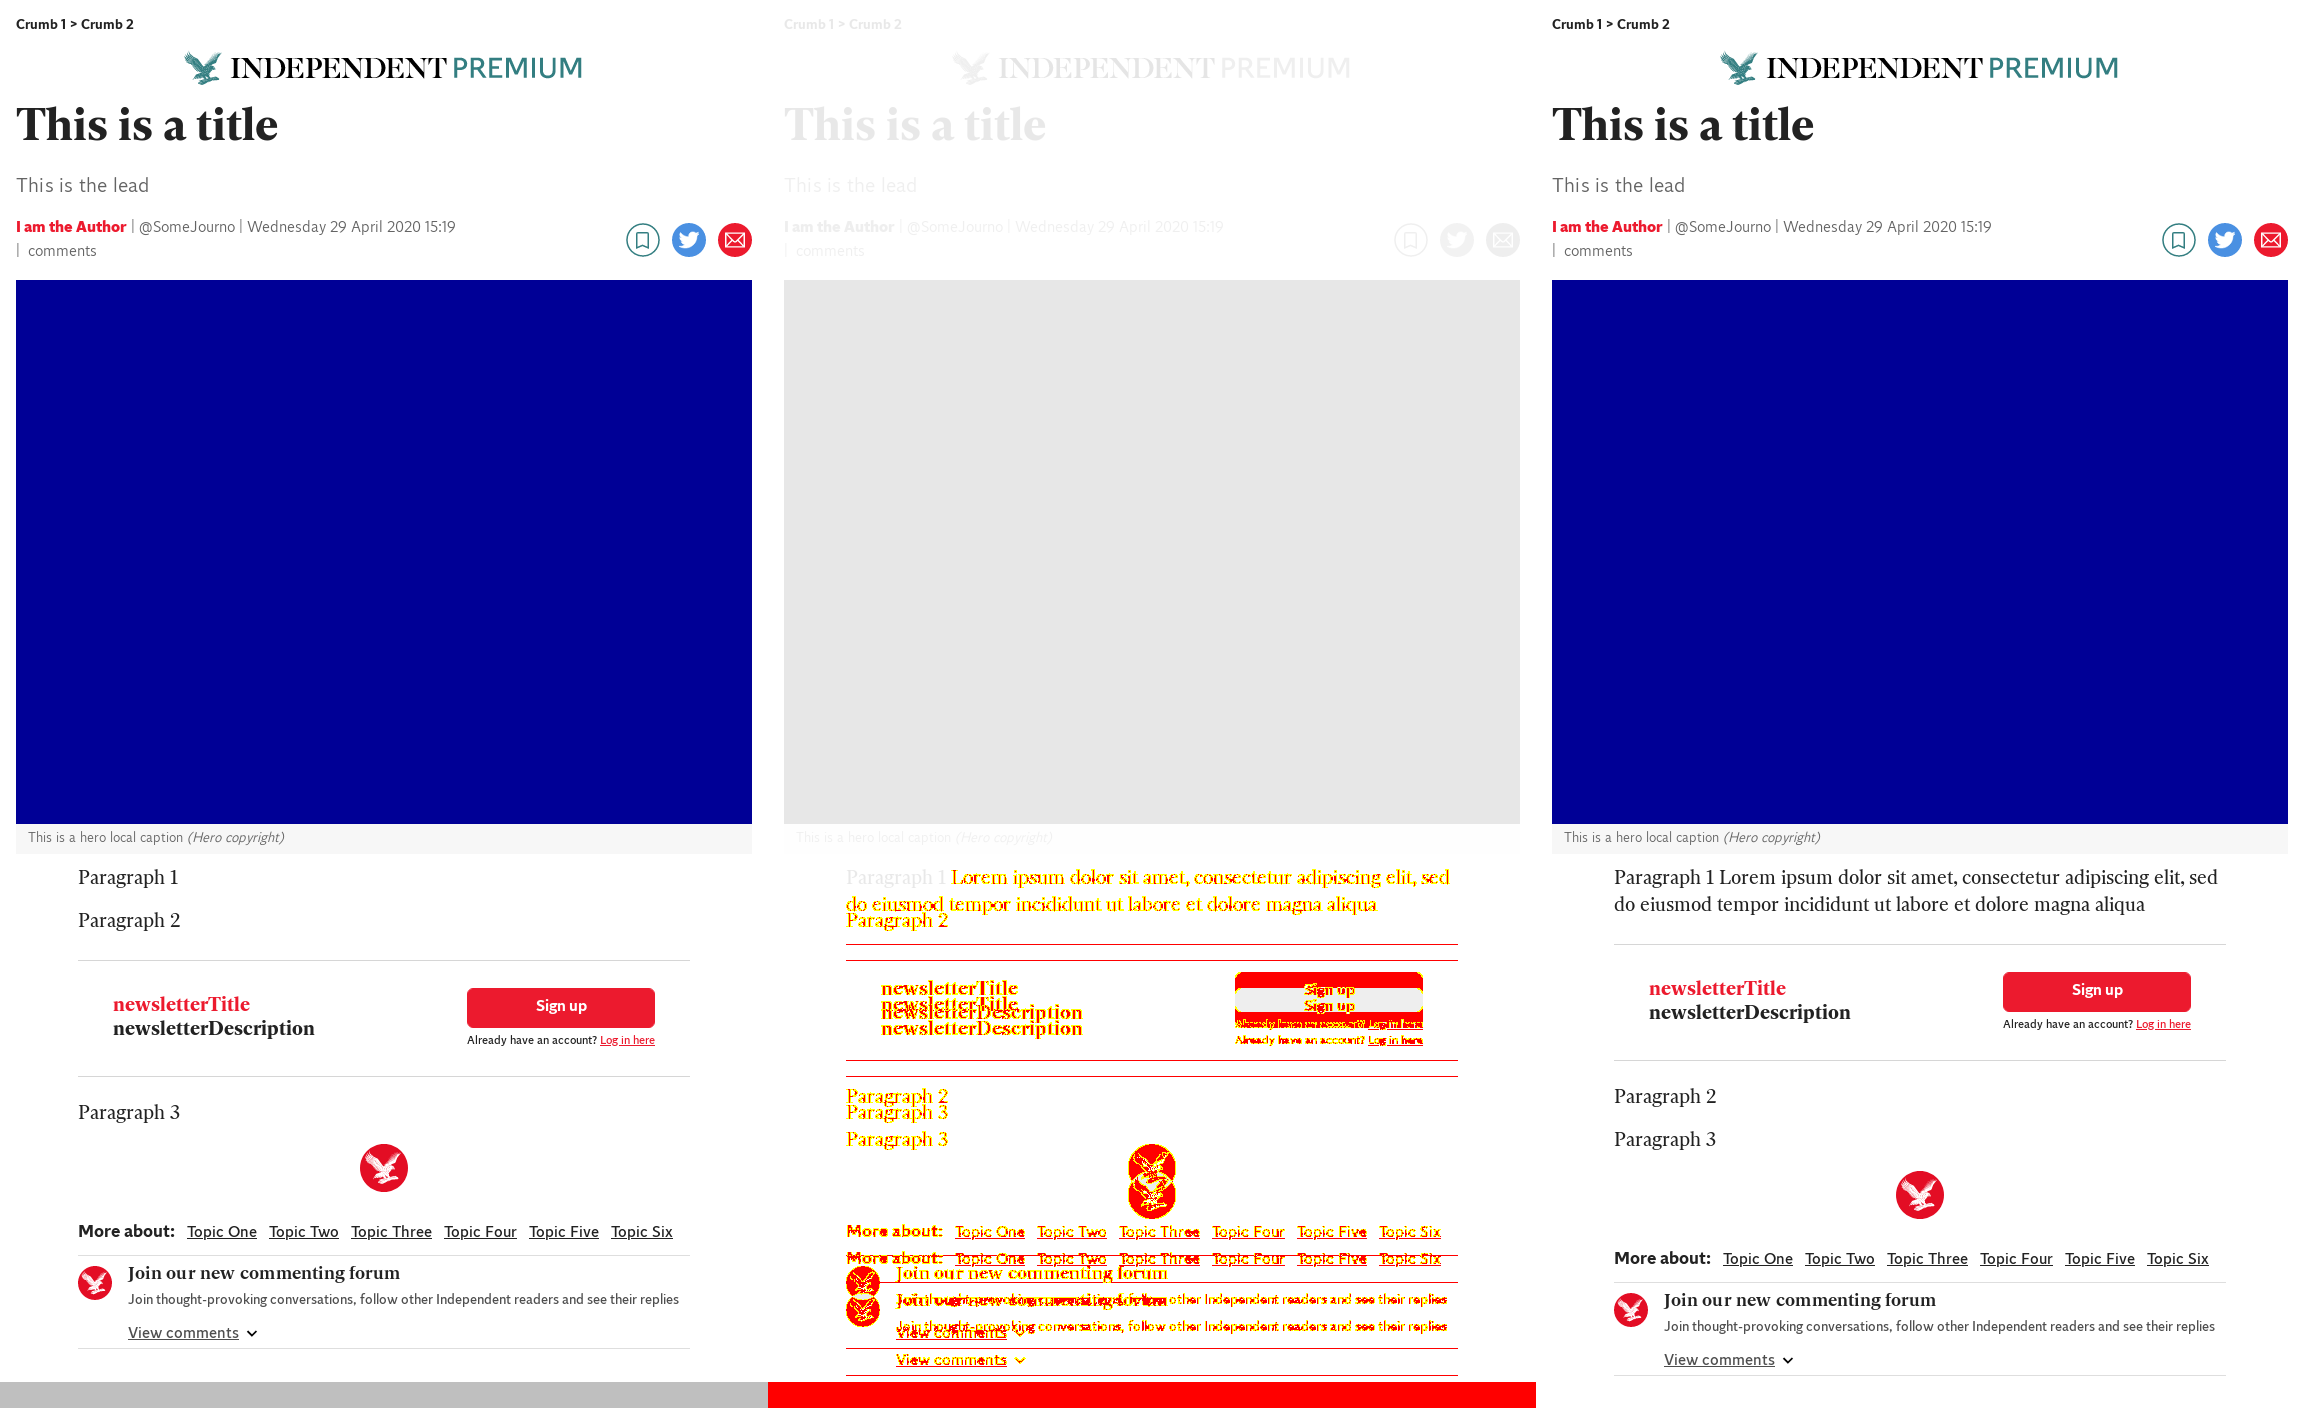 Crumb 1 > Crumb 2
INDEPENDENT PREMIUM
This is a title
This is the lead
I am the Author | @SomeJourno | Wednesday 29 April 2020 15:19
| comments
This is a hero local caption (Hero copyright)
Paragraph 1
Paragraph 2
newsletterTitle
newsletterDescription
Sign up
Already have an account? Log in here
Paragraph 3
More about: Topic One Topic Two Topic Three Topic Four Topic Five Topic Six
Join our new commenting forum
Join thought-provoking conversations, follow other Independent readers and see their replies
View comments
Crumb 1 > Crumb 2
INDEPENDENT PREMIUM
This is a title
This is the lead
I am the Author | @SomeJourno | Wednesday 29 April 2020 15:19
| comments
This is a hero local caption (Hero copyright)
Paragraph 1 Lorem ipsum dolor sit amet, consectetur adipiscing elit, sed
do eiusmod tempor incididunt ut labore et dolore magna aliqua
Paragraph 2
newsletterTitle
newsletterTitle
newsletterDescription
newsletterDescription
Sign up
Sign up
Already have an account? Log in here
Already have an account? Log in here
Paragraph 2
Paragraph 3
Paragraph 3
More about: Topic One Topic Two Topic Three Topic Four Topic Five Topic Six
More about: Topic One Topic Two Topic Three Topic Four Topic Five Topic Six
Join our new commenting forum
Join thought-provoking conversations, follow other Independent readers and see their replies
Join our new commenting forum
Join thought-provoking conversations, follow other Independent readers and see their replies
View comments
View comments
Crumb 1 > Crumb 2
INDEPENDENT PREMIUM
This is a title
This is the lead
I am the Author | @SomeJourno | Wednesday 29 April 2020 15:19
| comments
This is a hero local caption (Hero copyright)
Paragraph 1 Lorem ipsum dolor sit amet, consectetur adipiscing elit, sed
do eiusmod tempor incididunt ut labore et dolore magna aliqua
newsletterTitle
newsletterDescription
Sign up
Already have an account? Log in here
Paragraph 2
Paragraph 3
More about: Topic One Topic Two Topic Three Topic Four Topic Five Topic Six
Join our new commenting forum
Join thought-provoking conversations, follow other Independent readers and see their replies
View comments